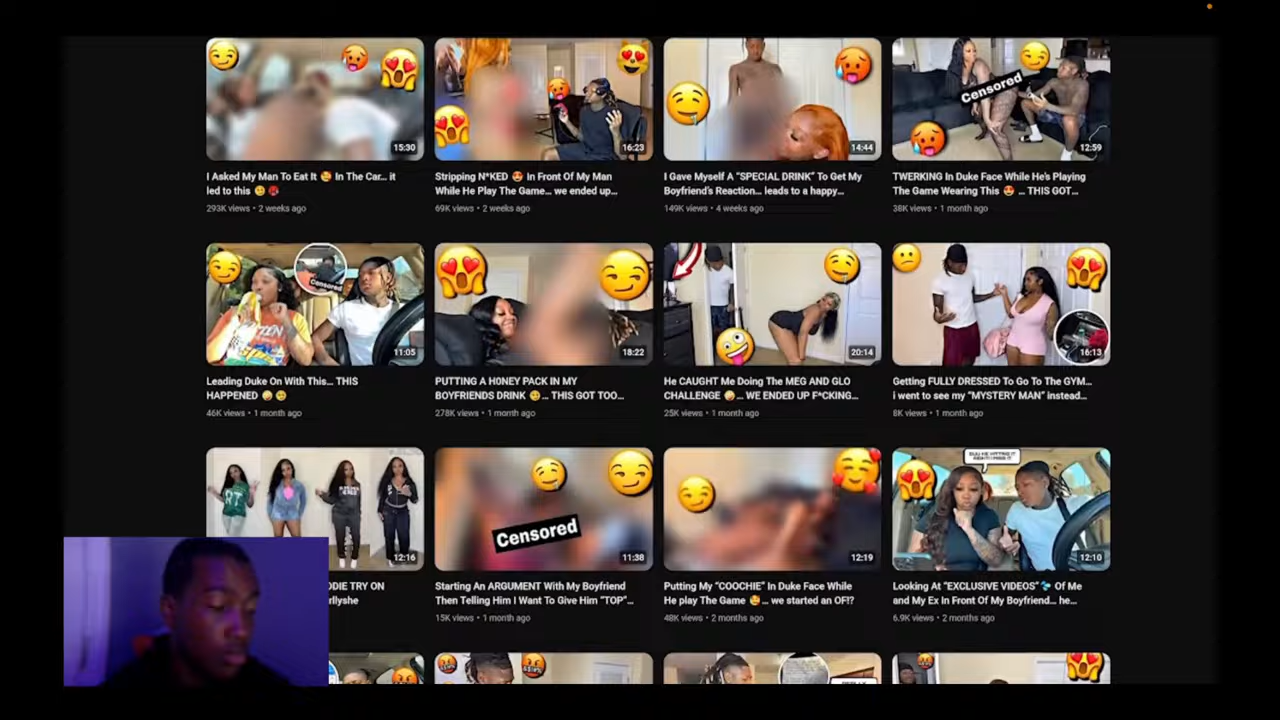 Censored
15:30
16:23
14:44
12:59
I Asked My Man To Eat It 🥰 In The Car... it
led to this
293K views • 2 weeks ago
Stripping N*KED 😍 In Front Of My Man
While He Play The Game... we ended up...
69K views • 2 weeks ago
I Gave Myself A “SPECIAL DRINK” To Get My
Boyfriend's Reaction... leads to a happy...
149K views • 4 weeks ago
TWERKING In Duke Face While He's Playing
The Game Wearing This 😍 ... THIS GOT...
38K views • 1 month ago
Censored
11:05
18:22
20:14
16:13
Leading Duke On With This... THIS
HAPPENED
46K views • 1 month ago
PUTTING A H0NEY PACK IN MY
BOYFRIENDS DRINK ... THIS GOT TOO...
278K views • 1 month ago
He CAUGHT Me Doing The MEG AND GLO
CHALLENGE 🤪... WE ENDED UP F*CKING...
25K views • 1 month ago
Getting FULLY DRESSED To Go To The GYM...
i went to see my “MYSTERY MAN” instead...
8K views • 1 month ago
Censored
12:16
11:38
12:19
12:10
ODIE TRY ON
rllyshe
Starting An ARGUMENT With My Boyfriend
Then Telling Him I Want To Give Him “TOP”...
15K views • 1 month ago
Putting My “COOCHIE” In Duke Face While
He play The Game ... we started an OF!?
48K views • 2 months ago
Looking At “EXCLUSIVE VIDEOS”💦 Of Me
and My Ex In Front Of My Boyfriend... he...
6.9K views • 2 months ago